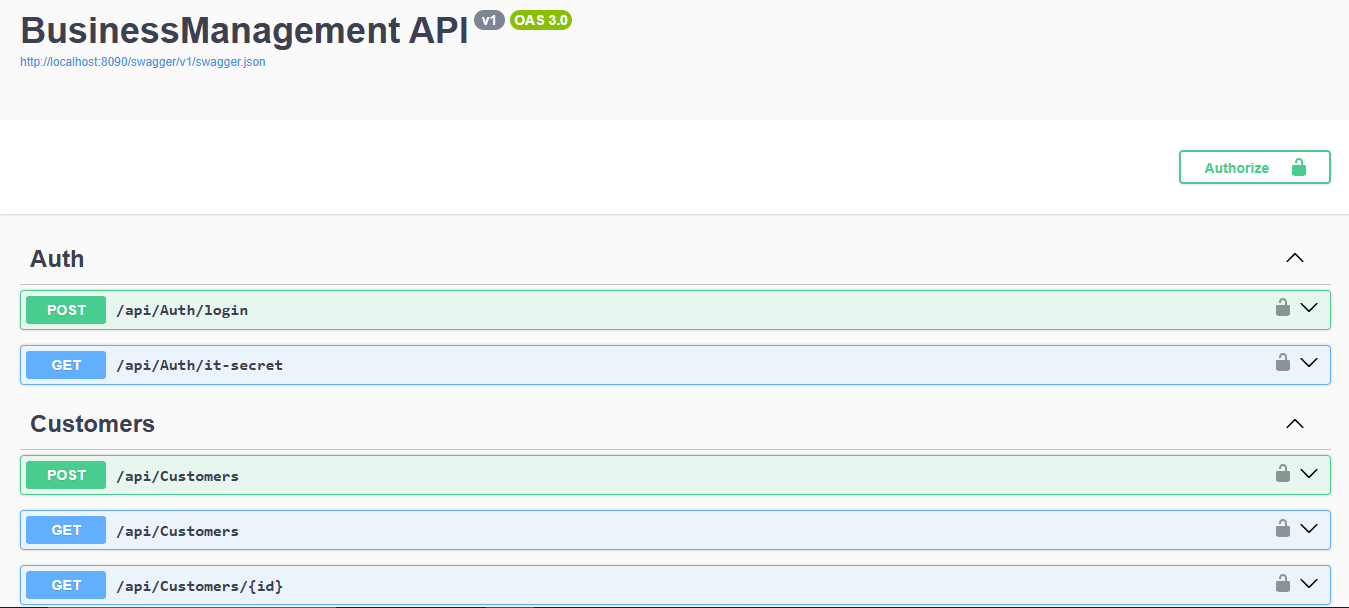 BusinessManagement API v1 OAS 3.0
http://localhost:8090/swagger/v1/swagger.json
Authorize
Auth
POST /api/Auth/login
GET /api/Auth/it-secret
Customers
POST /api/Customers
GET /api/Customers
GET /api/Customers/{id}